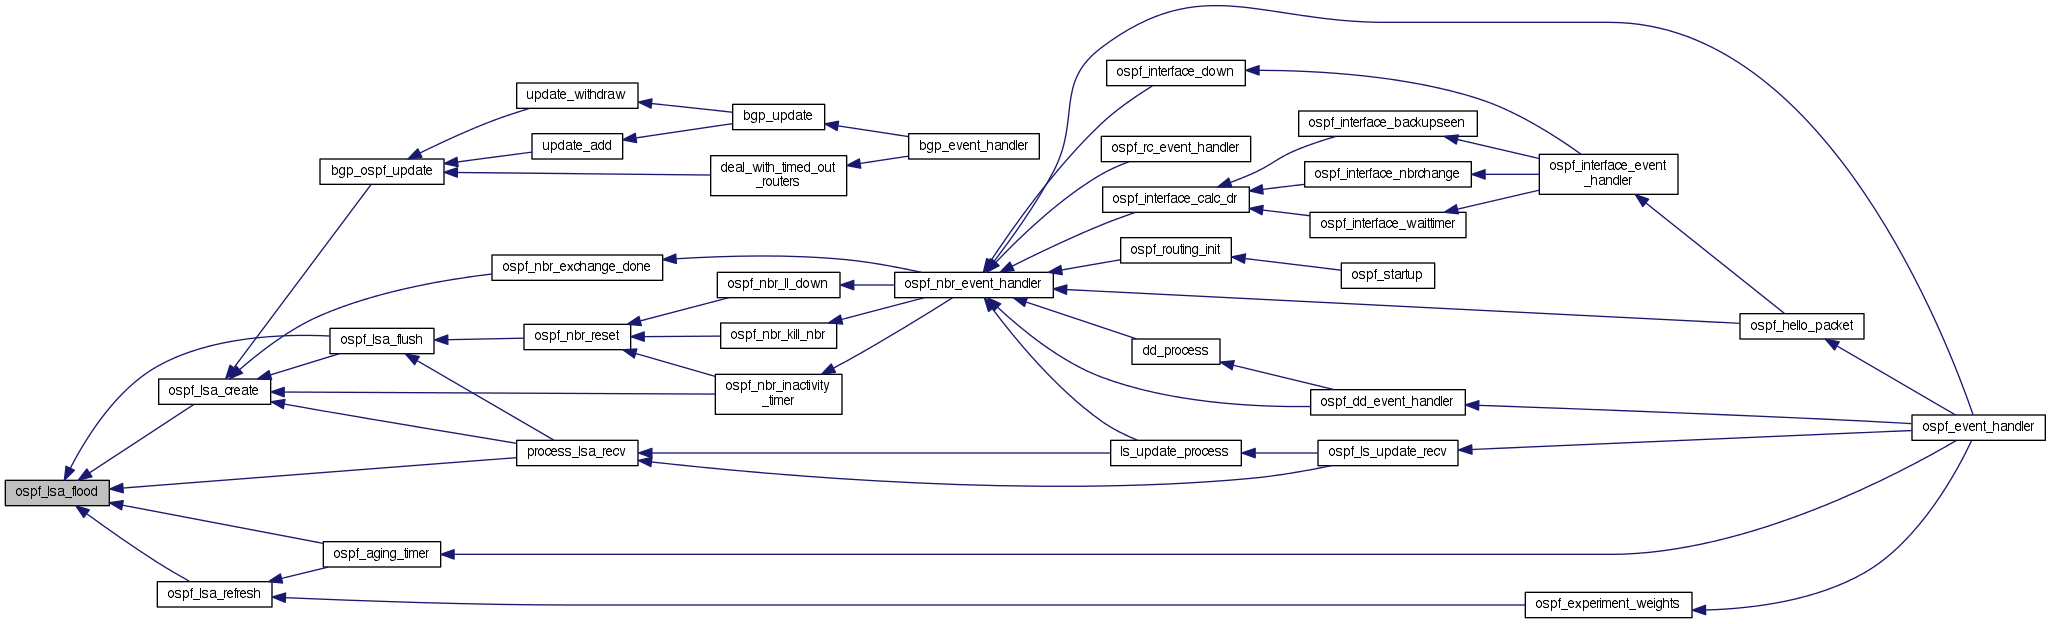 ospf_interface_down
update_withdraw
bgp_update
ospf_interface_backupseen
update_add
bgp_event_handler
ospf_rc_event_handler
bgp_ospf_update
deal_with_timed_out
_routers
ospf_interface_nbrchange
ospf_interface_event
_handler
ospf_interface_calc_dr
ospf_interface_waittimer
ospf_routing_init
ospf_nbr_exchange_done
ospf_startup
ospf_nbr_ll_down
ospf_nbr_event_handler
ospf_hello_packet
ospf_lsa_flush
ospf_nbr_reset
ospf_nbr_kill_nbr
dd_process
ospf_lsa_create
ospf_nbr_inactivity
_timer
ospf_dd_event_handler
ospf_event_handler
process_lsa_recv
ls_update_process
ospf_ls_update_recv
ospf_lsa_flood
ospf_aging_timer
ospf_lsa_refresh
ospf_experiment_weights